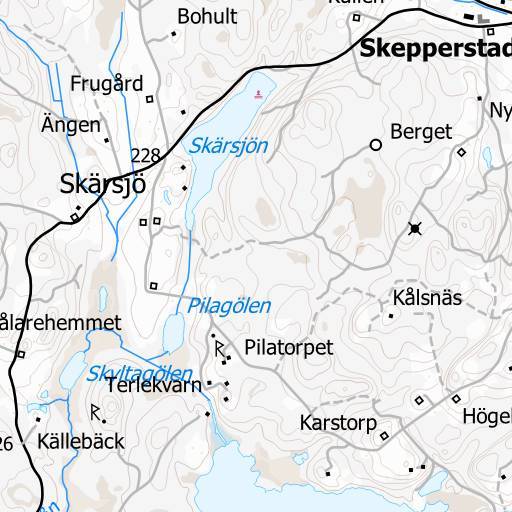 Bohult
Skepperstad
Frugård
Ängen
Berget
Skärsjön
228
Skärsjö
Kålsnäs
Pilagölen
Pilatorpet
Skyltagölen
Terlekvarn
Karstorp
Källebäck